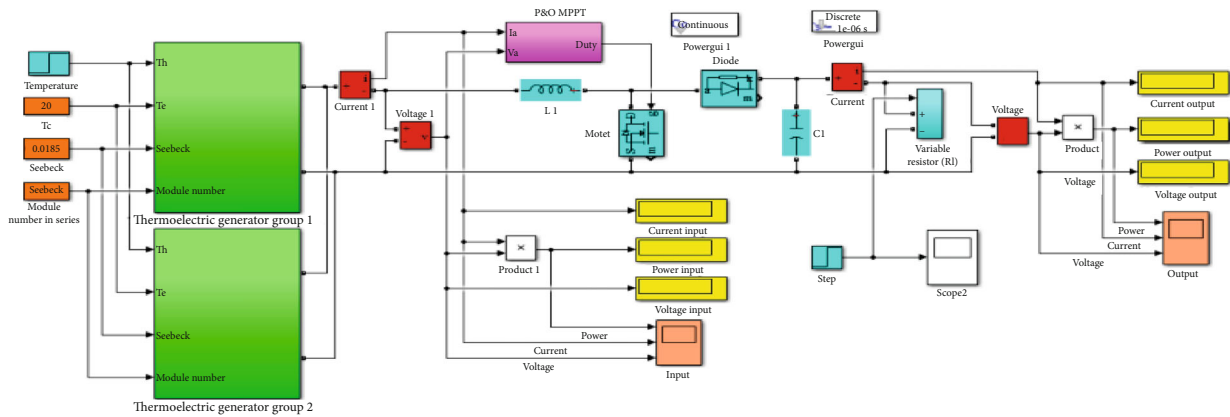 P&O MPPT
Ia
Va
Duty
Continuous
Powergui 1
Discrete
1e-06 s
Powergui
Temperature
20
Tc
0.0185
Seebeck
Seebeck
Module
number in series
Th
Te
Seebeck
Module number
Thermoelectric generator group 1
Th
Te
Seebeck
Module number
Thermoelectric generator group 2
Current 1
Voltage 1
L 1
Motet
Diode
C1
Current
Variable
resistor (Rl)
Voltage
Product
Current output
Power output
Voltage output
Voltage
Power
Current
Voltage
Output
Step
Scope2
Product 1
Current input
Power input
Voltage input
Power
Current
Voltage
Input